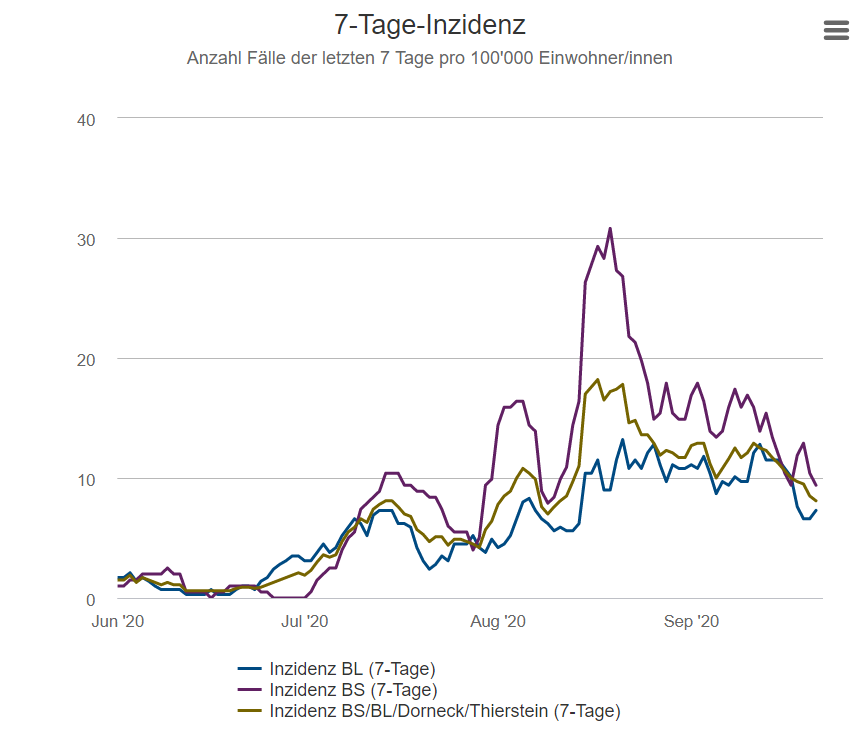 7-Tage-Inzidenz
Anzahl Fälle der letzten 7 Tage pro 100'000 Einwohner/innen
40
30
20
10
0
Jun '20 Jul '20 Aug '20 Sep '20
Inzidenz BL (7-Tage)
Inzidenz BS (7-Tage)
Inzidenz BS/BL/Dorneck/Thierstein (7-Tage)